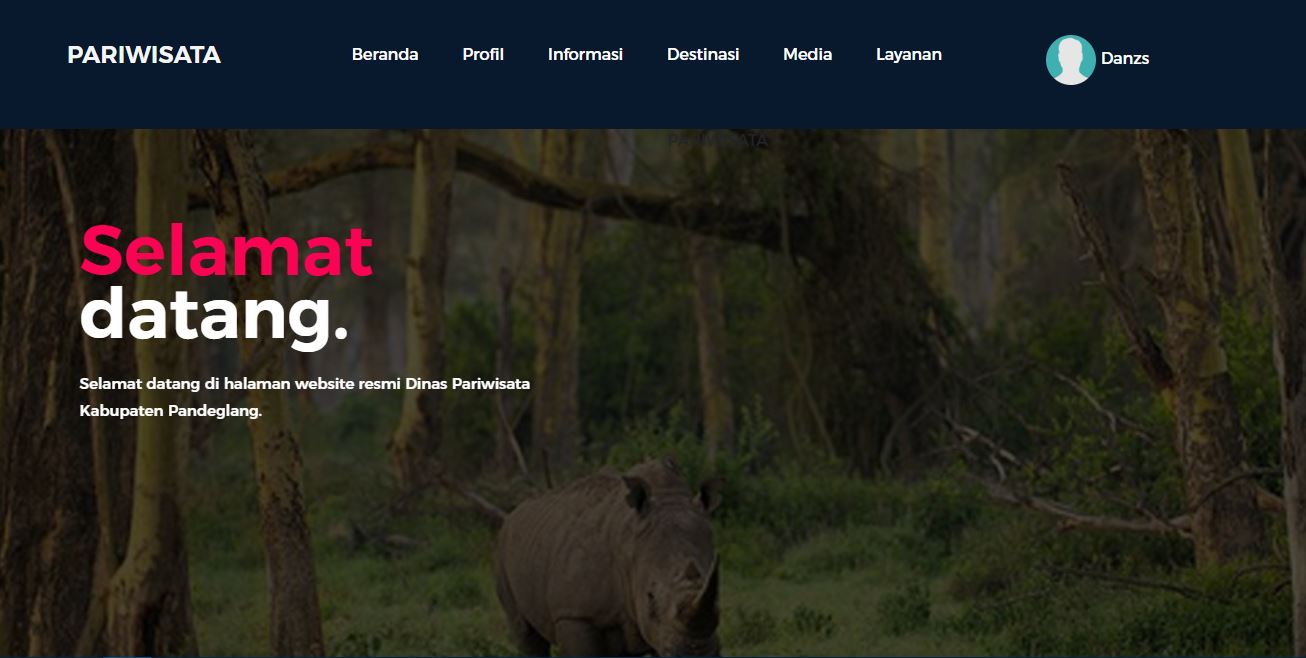 PARIWISATA
Beranda Profil Informasi Destinasi Media Layanan
Danzs
PARIWISATA
Selamat
datang.
Selamat datang di halaman website resmi Dinas Pariwisata
Kabupaten Pandeglang.